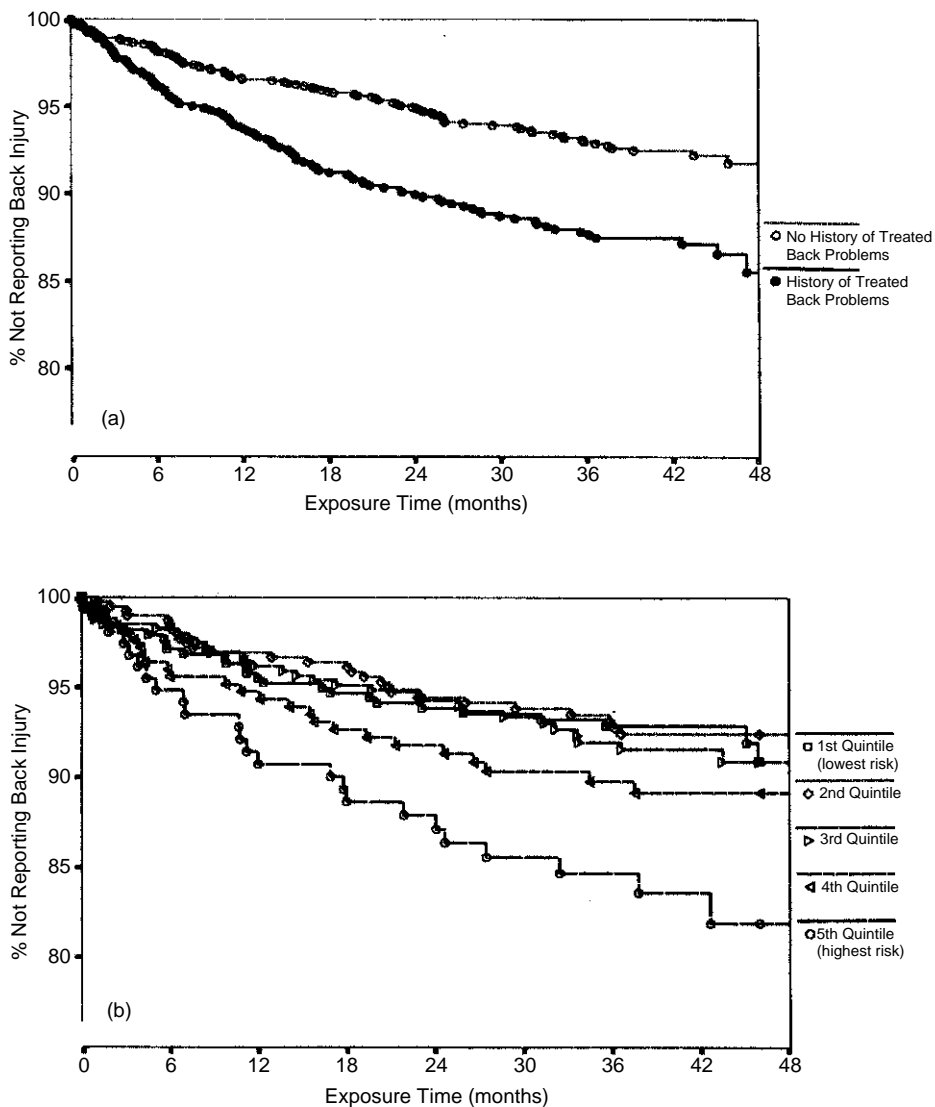 100
95
90
85
80
% Not Reporting Back Injury
(a)
0 6 12 18 24 30 36 42 48
Exposure Time (months)
No History of Treated
Back Problems
History of Treated
Back Problems
100
95
90
85
80
% Not Reporting Back Injury
(b)
0 6 12 18 24 30 36 42 48
Exposure Time (months)
1st Quintile
(lowest risk)
2nd Quintile
3rd Quintile
4th Quintile
5th Quintile
(highest risk)